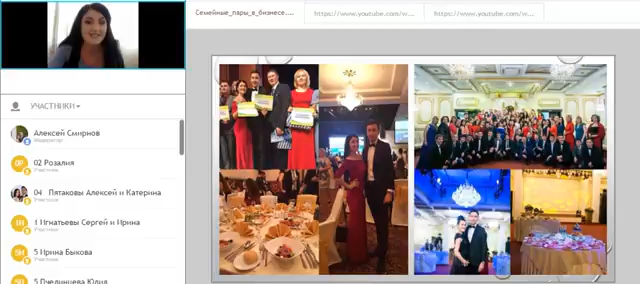 Семейные_пары_в_бизнесе....
https://www.youtube.com/w...
https://www.youtube.com/w...
УЧАСТНИКИ
Алексей Смирнов
Модератор
02 Розалия
Участник
04 Пятаковы Алексей и Катерина
Участник
1 Игнатьевы Сергей и Ирина
Участник
5 Ирина Быкова
Участник
5 Пчелинцева Юлия